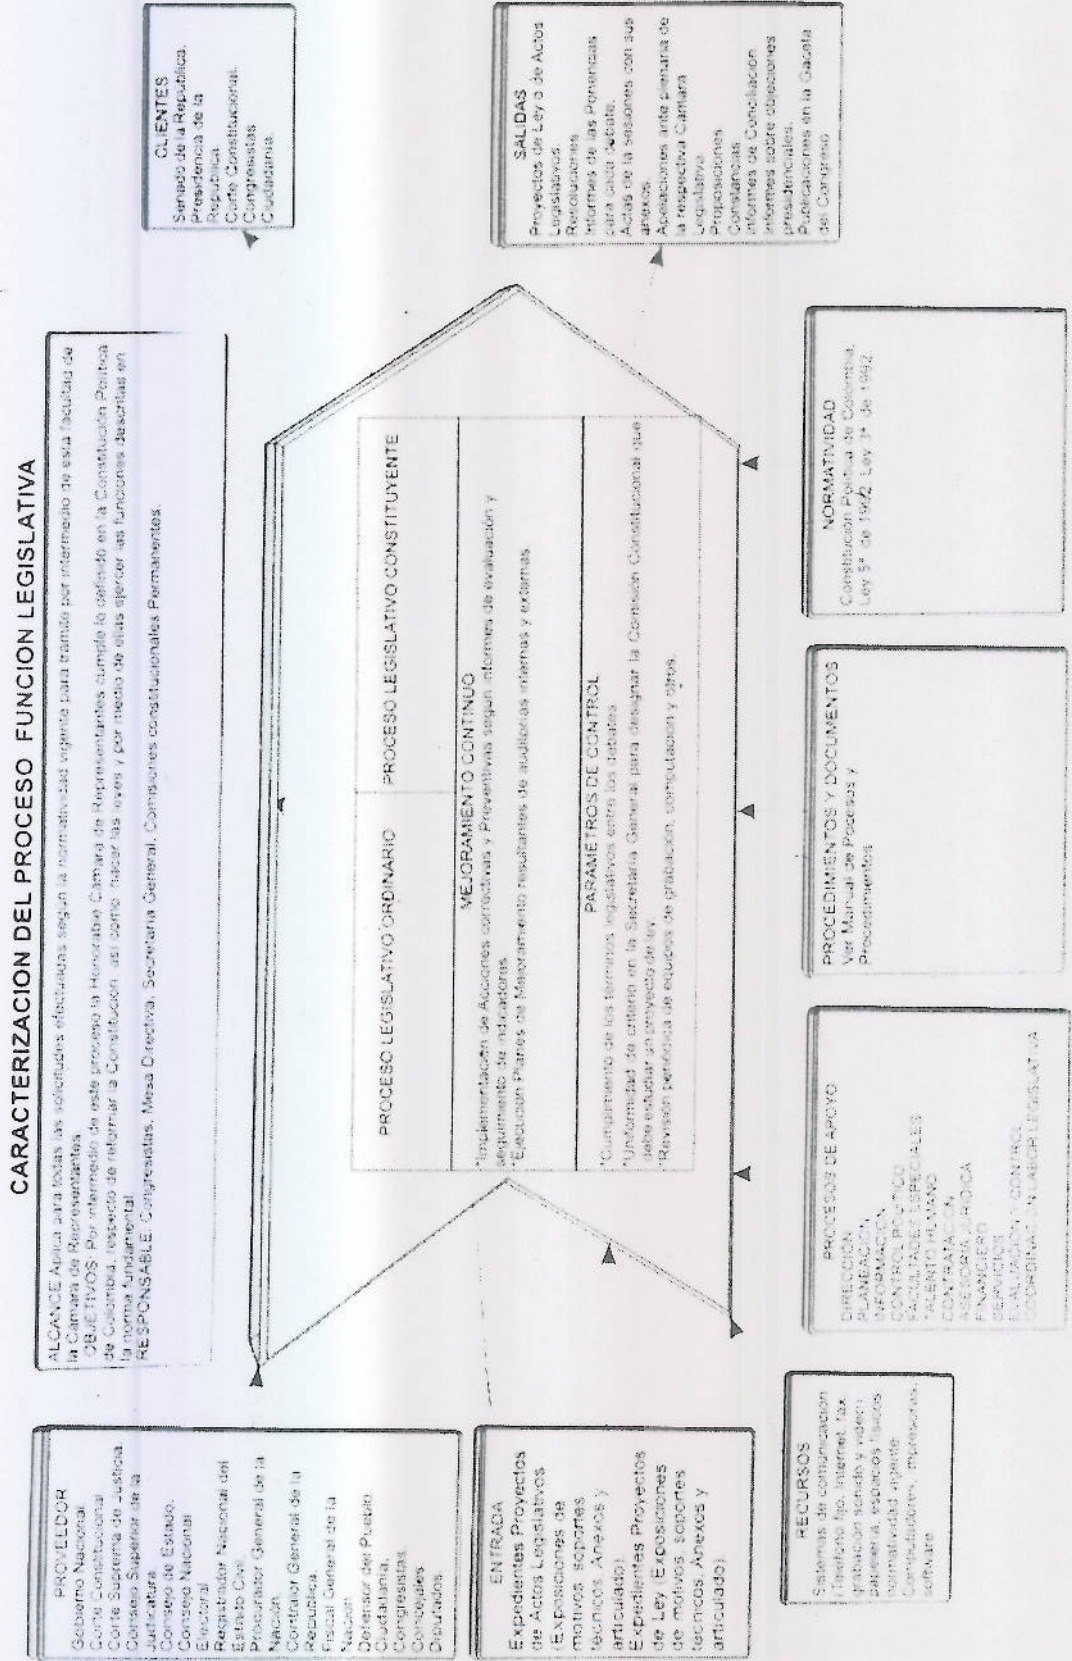 CARACTERIZACION DEL PROCESO FUNCION LEGISLATIVA
ALCANCE Aplica para todas las solicitudes efectuadas según la normatividad vigente para tramite por intermedio de esta facultad de
la Cámara de Representantes
OBJETIVOS: Por intermedio de este proceso la Honorable Cámara de Representantes cumple lo definido en la Constitución Política
de Colombia, respecto de reformar la Constitución, así como hacer las leyes y por medio de ellas ejercer las funciones descritas en
la norma fundamental
RESPONSABLE. Congresistas, Mesa Directiva, Secretaria General, Comisiones constitucionales Permanentes.
PROVEEDOR
Gobierno Nacional
Corte Constitucional
Corte Suprema de Justicia
Consejo Superior de la
Judicatura
Consejo de Estado.
Consejo Nacional
Electoral
Registrador Nacional del
Estado Civil
Procurador General de la
Nación
Contralor General de la
República.
Fiscal General de la
Nación
Defensor del Pueblo
Ciudadanía.
Congresistas
Concejales
Diputados
ENTRADA
Expedientes Proyectos
de Actos Legislativos
(Exposiciones de
motivos soportes
técnicos Anexos y
articulado)
Expedientes Proyectos
de Ley (Exposiciones
de motivos soportes
técnicos Anexos y
articulado)
PROCESO LEGISLATIVO ORDINARIO
PROCESO LEGISLATIVO CONSTITUYENTE
MEJORAMIENTO CONTINUO
*Implementación de Acciones correctivas y Preventivas según informes de evaluación y
seguimiento de indicadores
*Ejecución Planes de Mejoramiento resultantes de auditorias internas y externas
PARAMETROS DE CONTROL
*Cumplimiento de los términos legislativos entre los debates
*Uniformidad de criterio en la Secretaría General para designar la Comisión Constitucional que
debe estudiar un proyecto de ley.
*Revisión periódica de equipos de grabación, computación y otros.
CLIENTES
Senado de la Republica.
Presidencia de la
Republica
Corte Constitucional.
Congresistas
Ciudadanía
SALIDAS
Proyectos de Ley o de Actos
Legislativos.
Resoluciones
Informes de las Ponencias
para cada debate.
Actas de la sesiones con sus
anexos
Apelaciones ante plenaria de
la respectiva Cámara
Legislativa
Proposiciones
Constancias
Informes de Conciliación
Informes sobre objeciones
presidenciales.
Publicaciones en la Gaceta
del Congreso
RECURSOS
Sistemas de comunicación
(Teléfono fijo, Internet, fax
grabación sonido y video)
espacios físicos
normatividad vigente
Computadores, impresoras,
software
PROCESOS DE APOYO
DIRECCIÓN
PLANEACIÓN
INFORMACIÓN
CONTROL POLÍTICO
FACULTADES ESPECIALES
TALENTO HUMANO
CONTRATACIÓN
ASESORIA JURIDICA
FINANCIERO
SERVICIOS
EVALUACIÓN Y CONTROL
COORDINACIÓN LABOR LEGISLATIVA
PROCEDIMIENTOS Y DOCUMENTOS
Ver Manual de Procesos y
Procedimientos
NORMATIVIDAD
Constitución Política de Colombia.
Ley 5ª de 1992. Ley 3ª de 1992